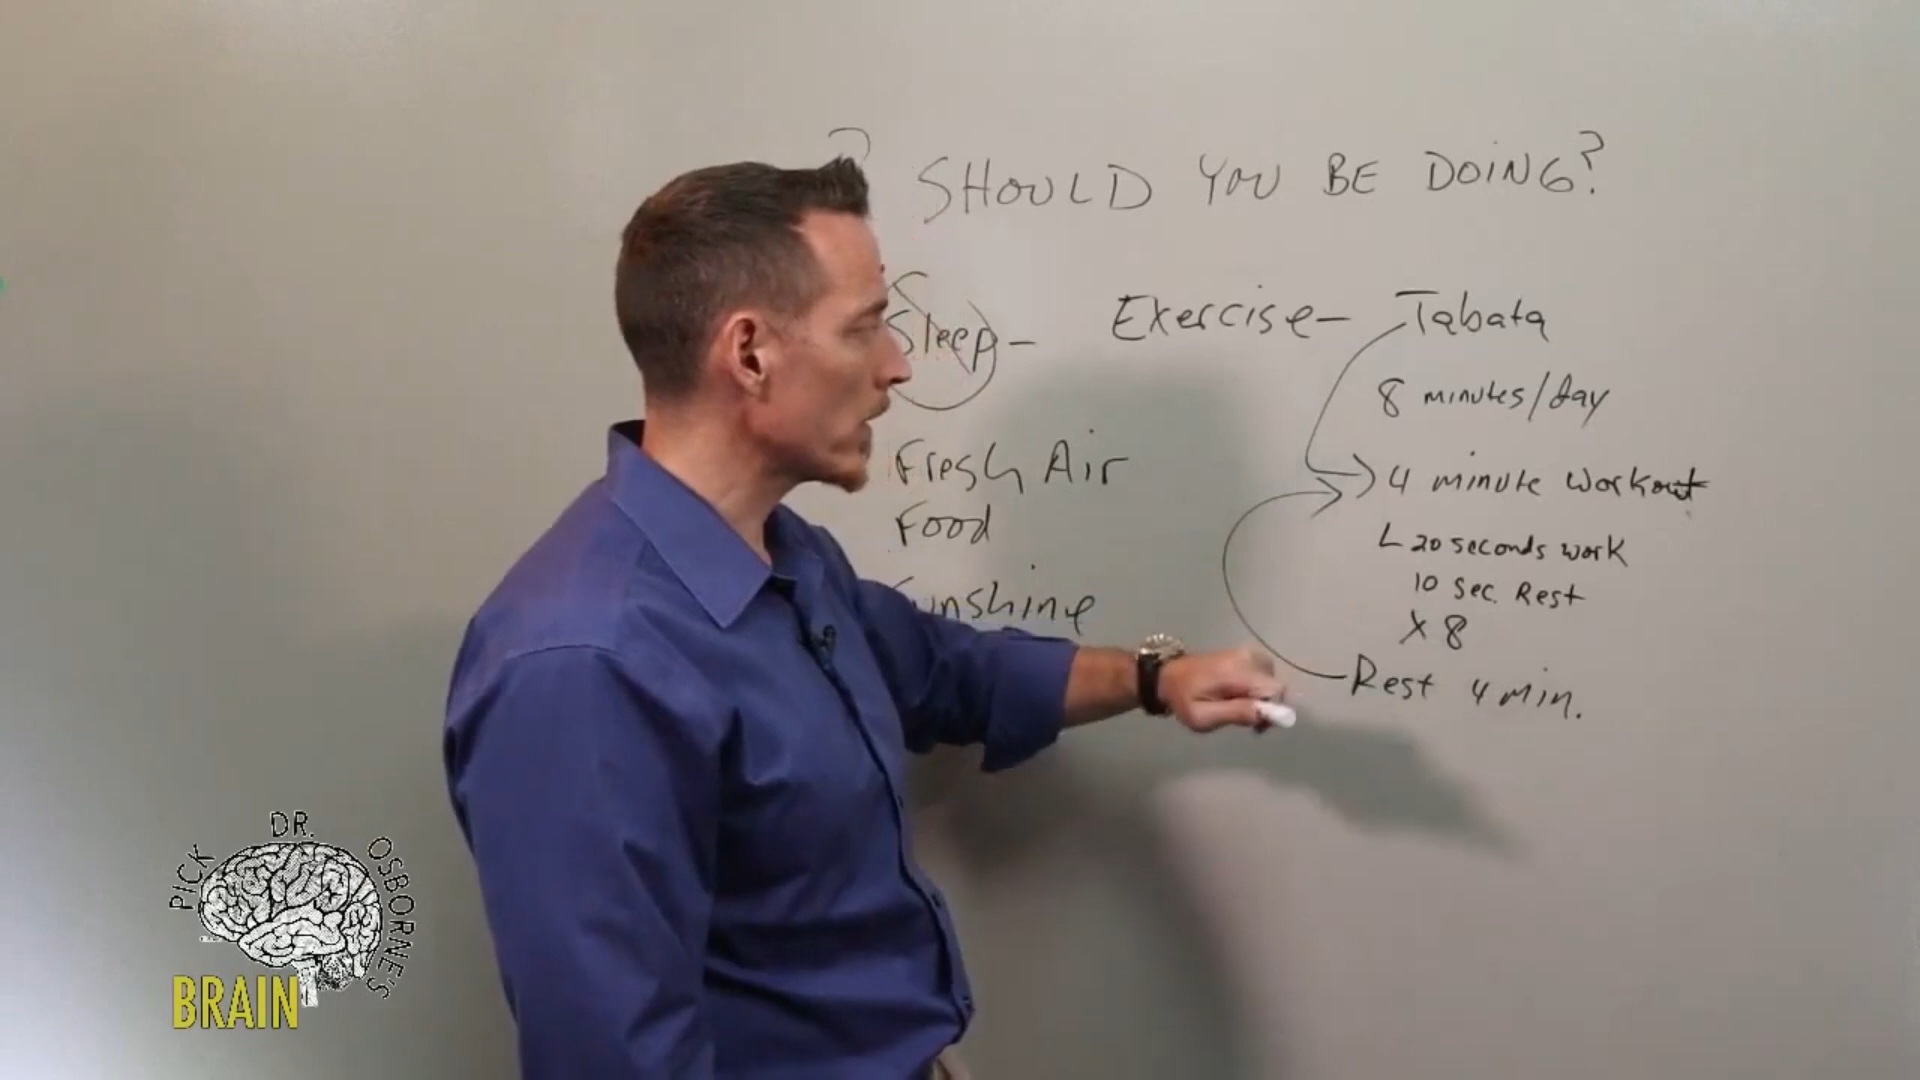 ? SHOULD YOU BE DOING?
Sleep - Exercise - Tabata
8 minutes/day
Fresh Air
4 minute workout
Food
20 seconds work
10 sec. Rest
Sunshine
X 8
Rest 4 min.
PICK DR. OSBORNE'S
BRAIN